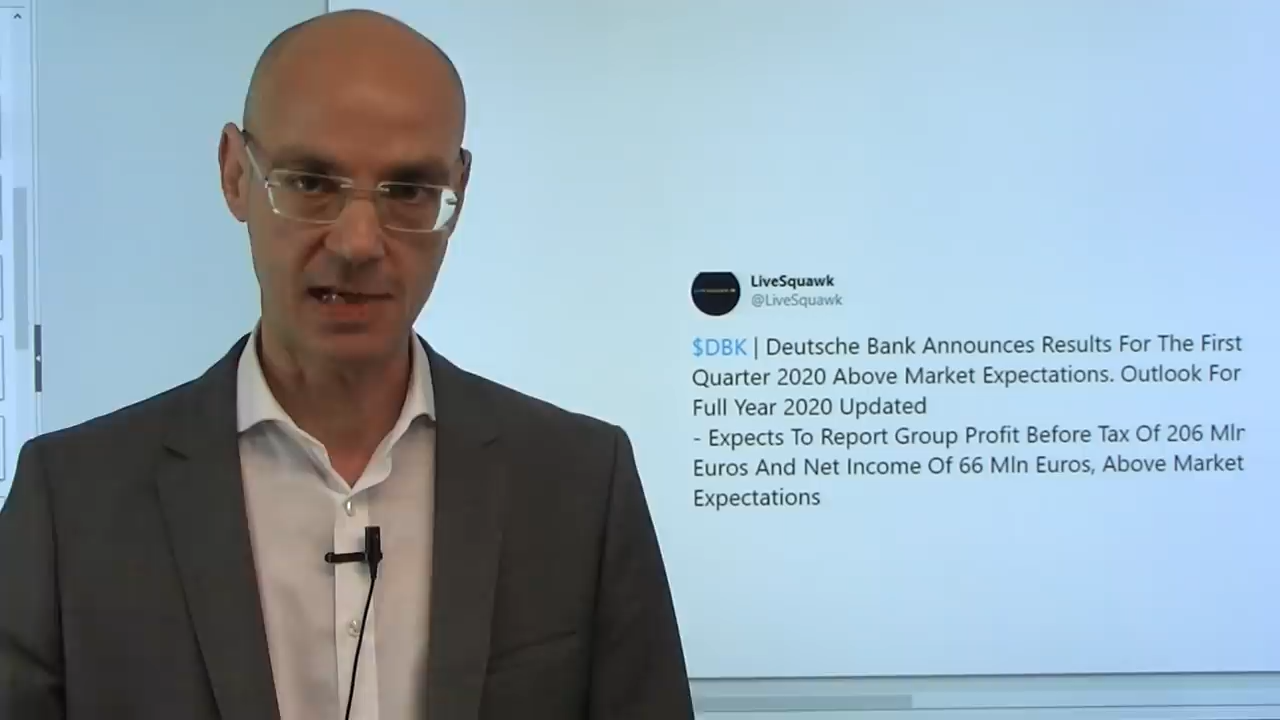 LiveSquawk
@LiveSquawk
$DBK | Deutsche Bank Announces Results For The First
Quarter 2020 Above Market Expectations. Outlook For
Full Year 2020 Updated
- Expects To Report Group Profit Before Tax Of 206 Mln
Euros And Net Income Of 66 Mln Euros, Above Market
Expectations